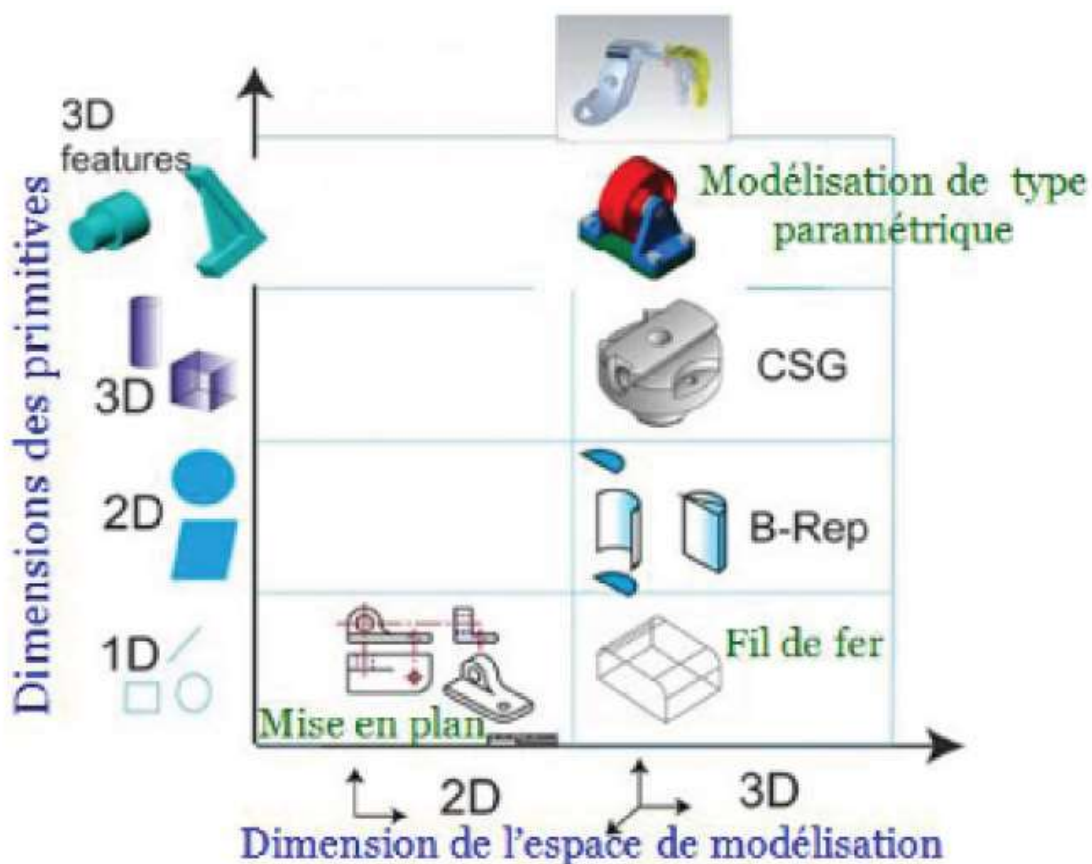 3D
features
Modélisation de type
paramétrique
3D
CSG
2D
B-Rep
1D
Fil de fer
Mise en plan
2D
3D
Dimensions des primitives
Dimension de l'espace de modélisation